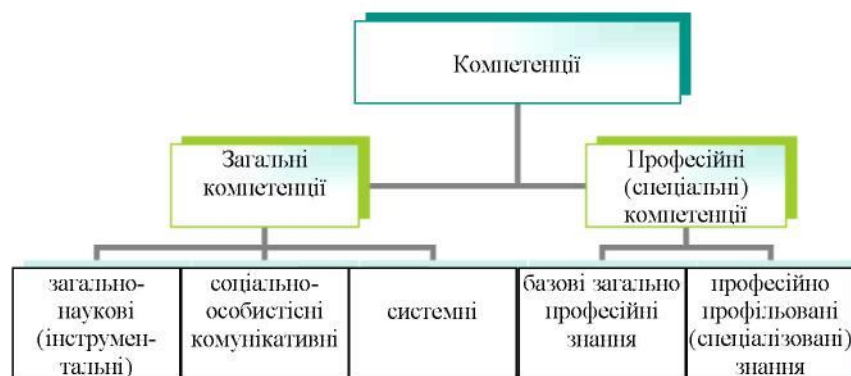 Компетенції
Загальні
компетенції
Професійні
(спеціальні)
компетенції
загально-
наукові
(інструмен-
тальні)
соціально-
особистісні
комунікативні
системні
базові загально
професійні
знання
професійно
профільовані
(спеціалізовані)
знання